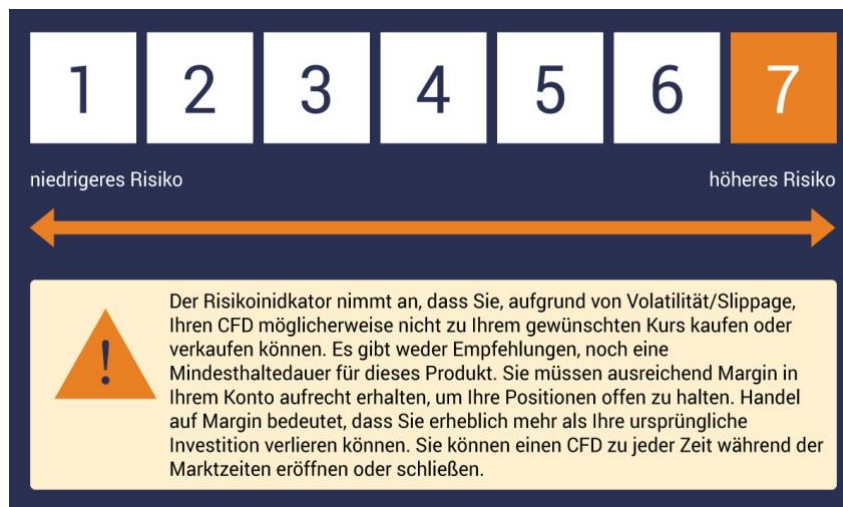 1 2 3 4 5 6 7
niedrigeres Risiko höheres Risiko
!
Der Risikoinidkator nimmt an, dass Sie, aufgrund von Volatilität/Slippage,
Ihren CFD möglicherweise nicht zu Ihrem gewünschten Kurs kaufen oder
verkaufen können. Es gibt weder Empfehlungen, noch eine
Mindesthaltedauer für dieses Produkt. Sie müssen ausreichend Margin in
Ihrem Konto aufrecht erhalten, um Ihre Positionen offen zu halten. Handel
auf Margin bedeutet, dass Sie erheblich mehr als Ihre ursprüngliche
Investition verlieren können. Sie können einen CFD zu jeder Zeit während der
Marktzeiten eröffnen oder schließen.